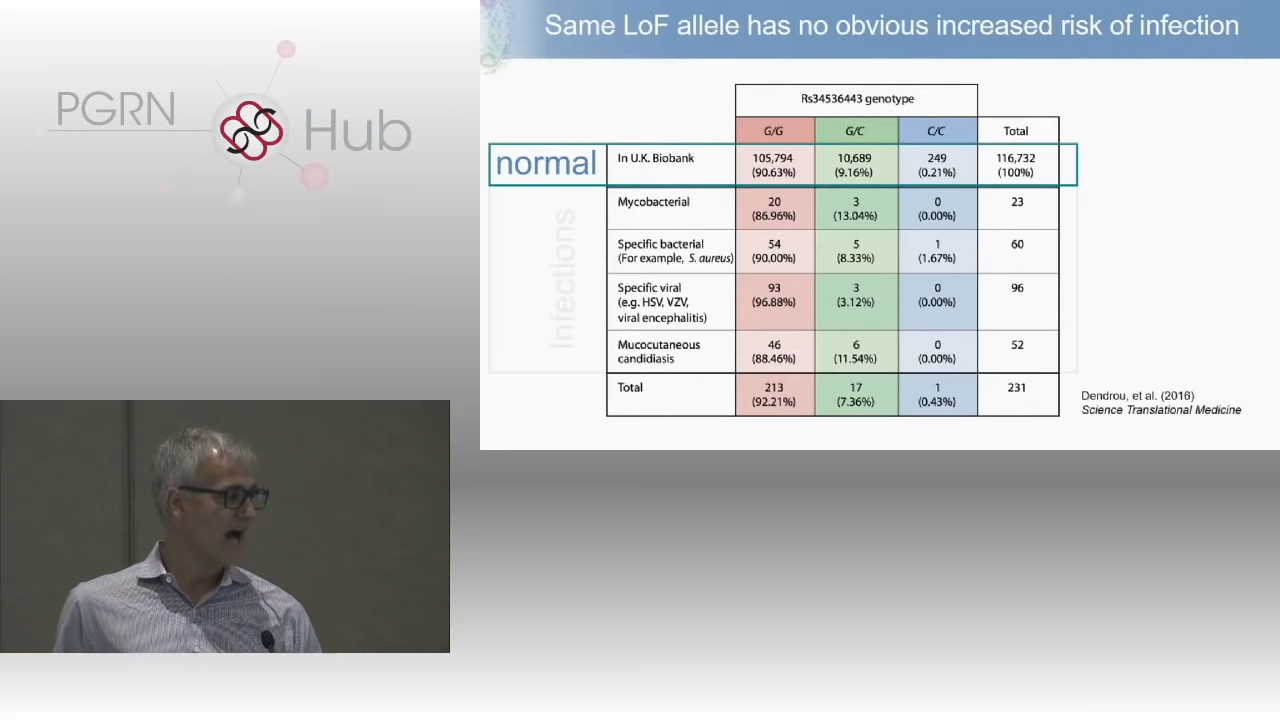 PGRN
Hub
Same LoF allele has no obvious increased risk of infection
Rs34536443 genotype
G/G G/C C/C Total
normal
In U.K. Biobank 105,794 10,689 249 116,732
(90.63%) (9.16%) (0.21%) (100%)
Infections
Mycobacterial 20 3 0 23
(86.96%) (13.04%) (0.00%)
Specific bacterial 54 5 1 60
(For example, S. aureus) (90.00%) (8.33%) (1.67%)
Specific viral 93 3 0 96
(e.g. HSV, VZV, (96.88%) (3.12%) (0.00%)
viral encephalitis)
Mucocutaneous 46 6 0 52
candidiasis (88.46%) (11.54%) (0.00%)
Total 213 17 1 231
(92.21%) (7.36%) (0.43%)
Dendrou, et al. (2016)
Science Translational Medicine